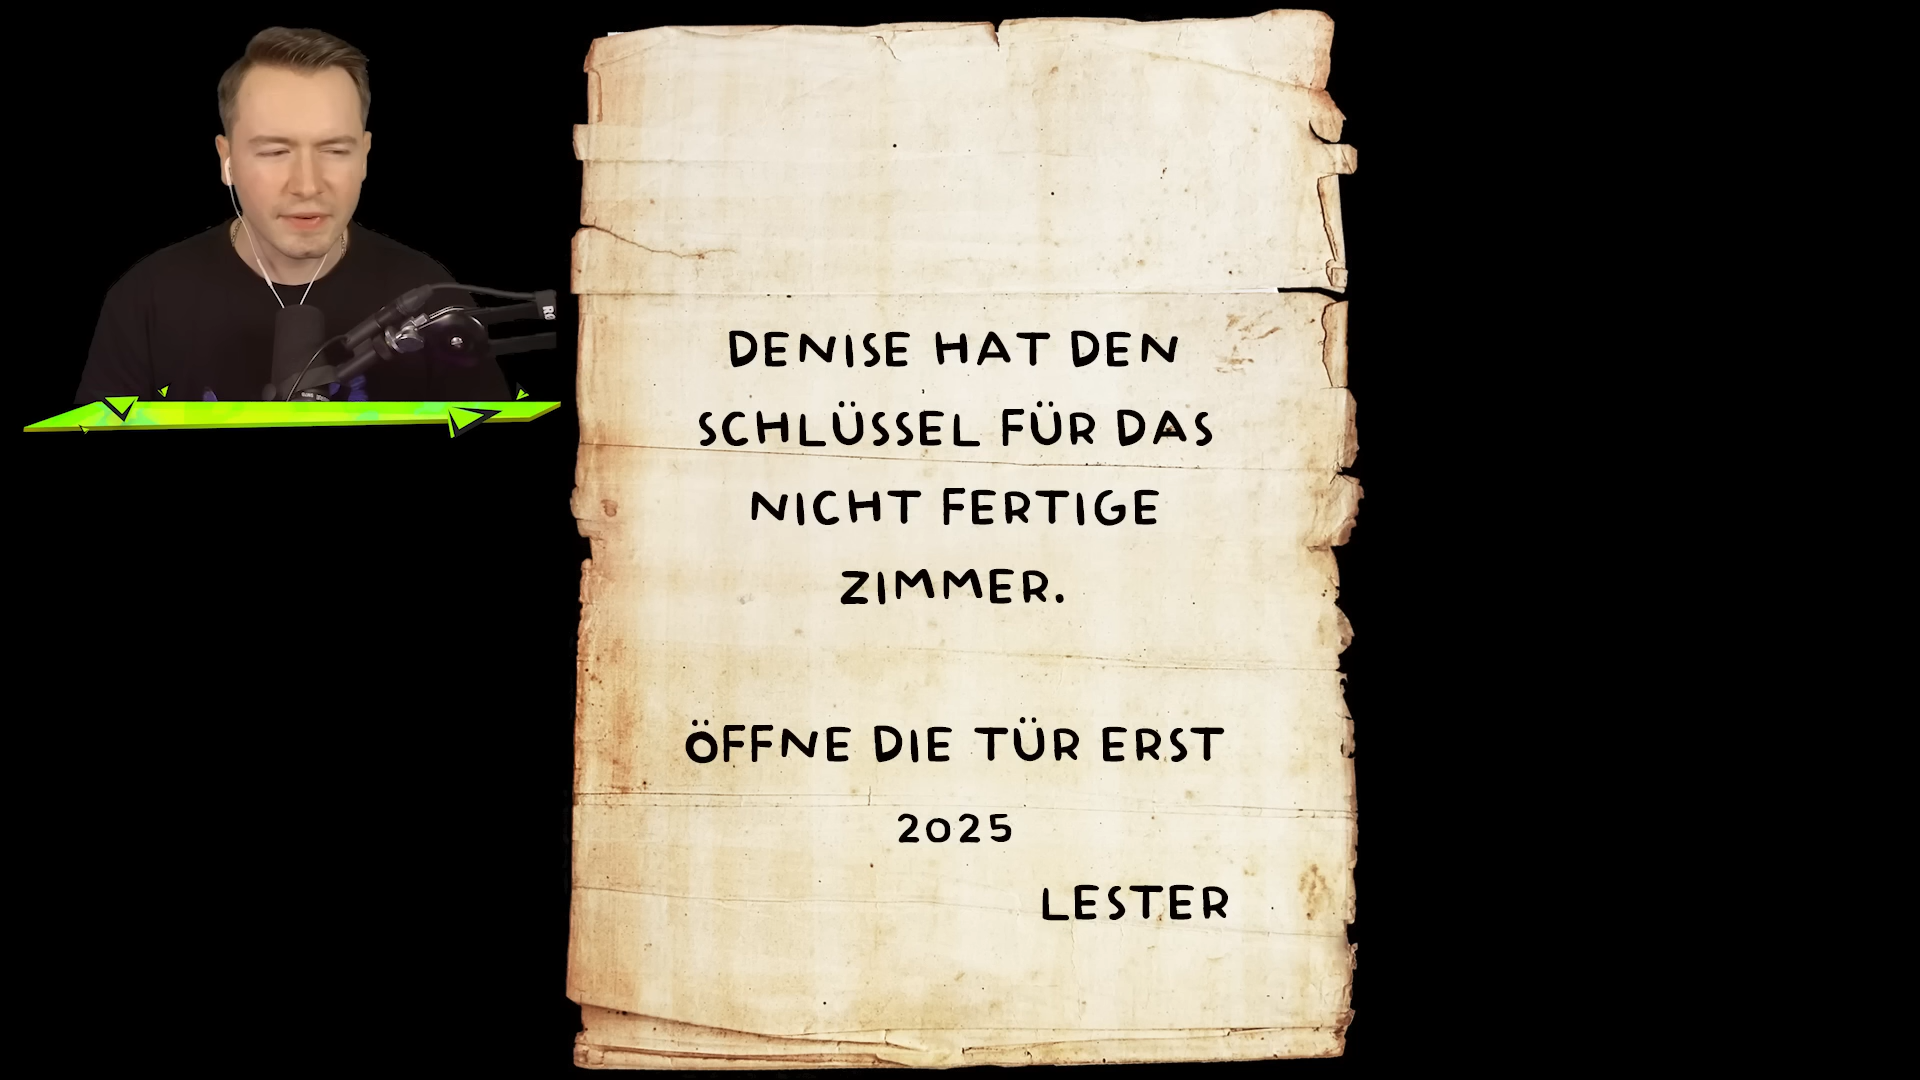 DENISE HAT DEN
SCHLÜSSEL FÜR DAS
NICHT FERTIGE
ZIMMER.
ÖFFNE DIE TÜR ERST
2025
LESTER